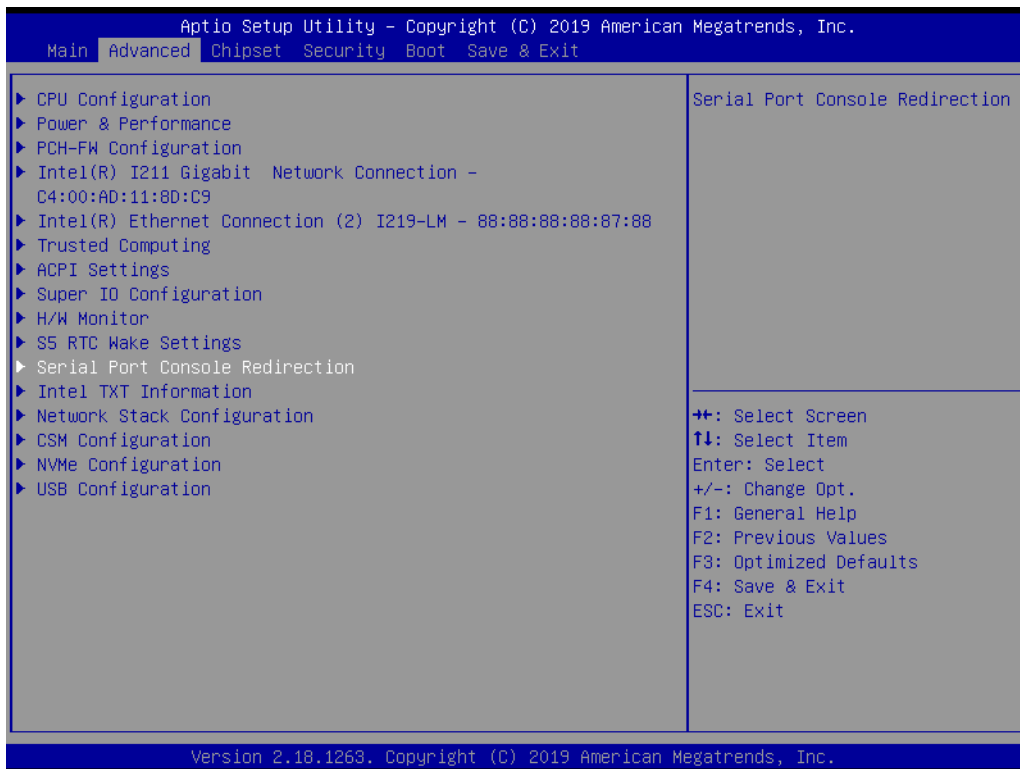 Aptio Setup Utility – Copyright (C) 2019 American Megatrends, Inc.
Main Advanced Chipset Security Boot Save & Exit
CPU Configuration
Power & Performance
PCH-FW Configuration
Intel(R) I211 Gigabit  Network Connection –
C4:00:AD:11:8D:C9
Intel(R) Ethernet Connection (2) I219-LM – 88:88:88:88:87:88
Trusted Computing
ACPI Settings
Super IO Configuration
H/W Monitor
S5 RTC Wake Settings
Serial Port Console Redirection
Intel TXT Information
Network Stack Configuration
CSM Configuration
NVMe Configuration
USB Configuration
Serial Port Console Redirection
→←: Select Screen
↑↓: Select Item
Enter: Select
+/-: Change Opt.
F1: General Help
F2: Previous Values
F3: Optimized Defaults
F4: Save & Exit
ESC: Exit
Version 2.18.1263. Copyright (C) 2019 American Megatrends, Inc.